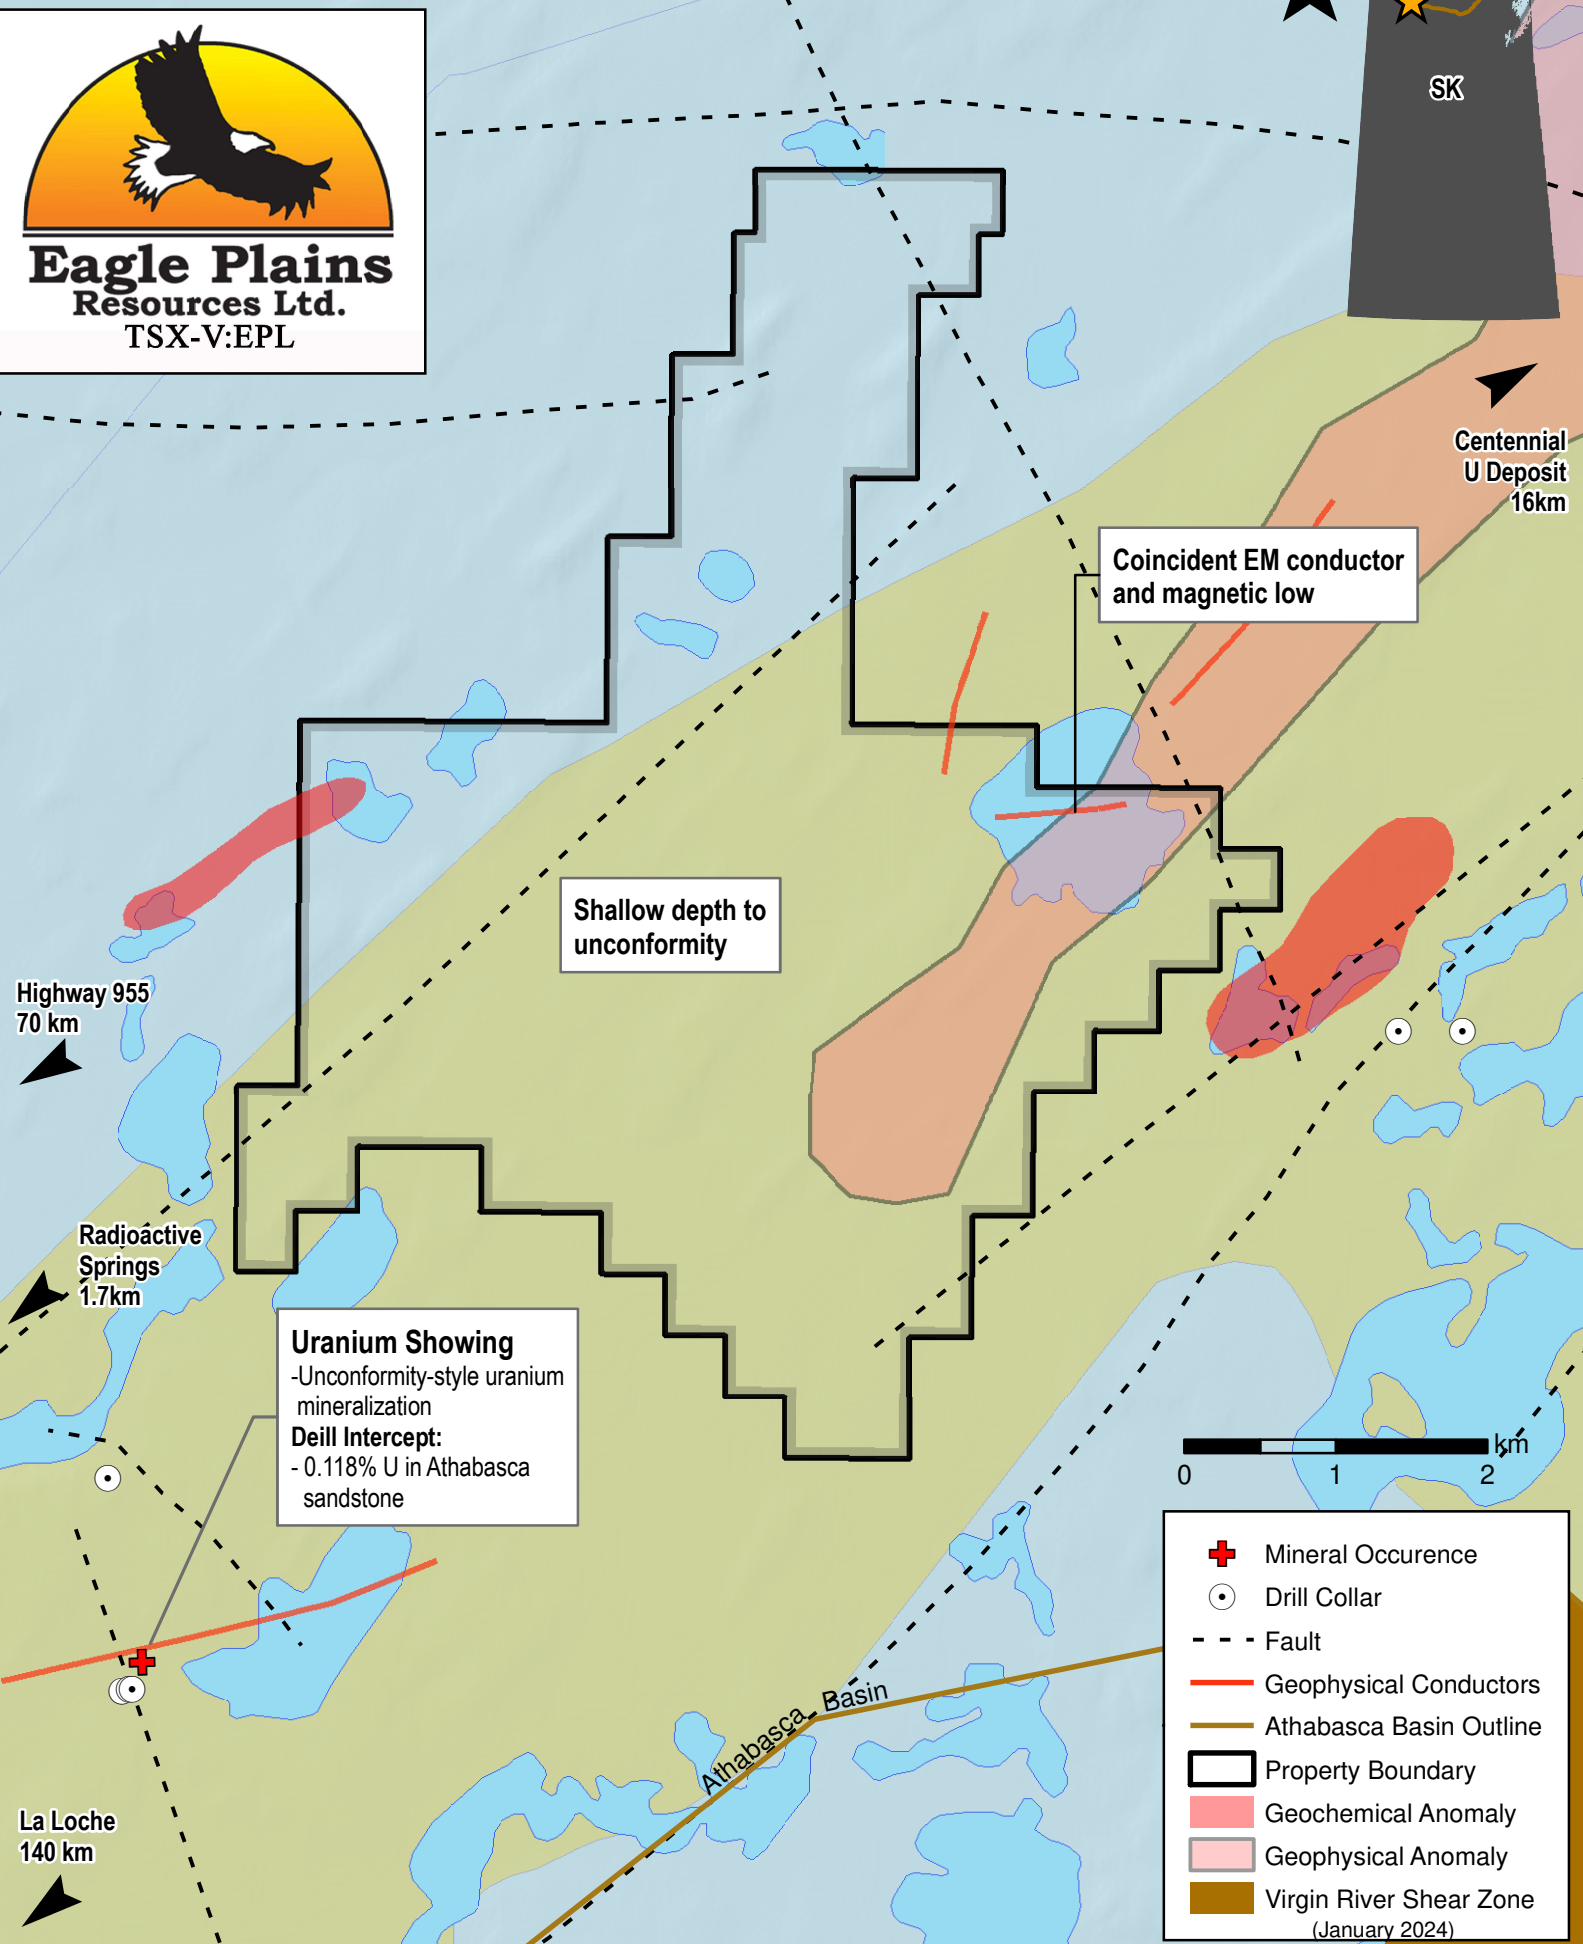 Eagle Plains
Resources Ltd.
TSX-V:EPL
SK
Centennial
U Deposit
16km
Coincident EM conductor
and magnetic low
Shallow depth to
unconformity
Highway 955
70 km
Radioactive
Springs
1.7km
Uranium Showing
-Unconformity-style uranium
mineralization
Deill Intercept:
- 0.118% U in Athabasca
sandstone
km
0 1 2
Athabasca Basin
La Loche
140 km
Mineral Occurence
Drill Collar
Fault
Geophysical Conductors
Athabasca Basin Outline
Property Boundary
Geochemical Anomaly
Geophysical Anomaly
Virgin River Shear Zone
(January 2024)